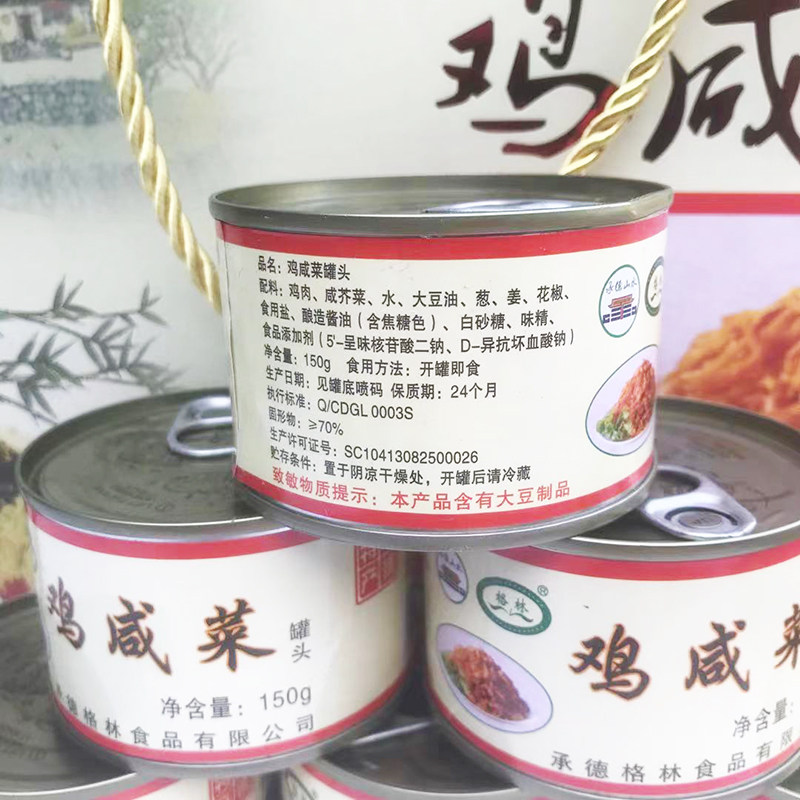 鸡咸
品名：鸡咸菜罐头
配料：鸡肉、咸芥菜、水、大豆油、葱、姜、花椒、
食用盐、酿造酱油（含焦糖色）、白砂糖、味精、
食品添加剂（5'-呈味核苷酸二钠、D-异抗坏血酸钠）
净含量：150g 食用方法：开罐即食
生产日期：见罐底喷码 保质期：24个月
执行标准：Q/CDGL 0003S
固形物：≥70%
生产许可证号：SC10413082500026
贮存条件：置于阴凉干燥处，开罐后请冷藏
致敏物质提示：本产品含有大豆制品
承德山水
鸡咸菜
罐头
净含量：150g
承德格林食品有限公司
格林®
鸡咸菜
净含量：
承德格林食品有限